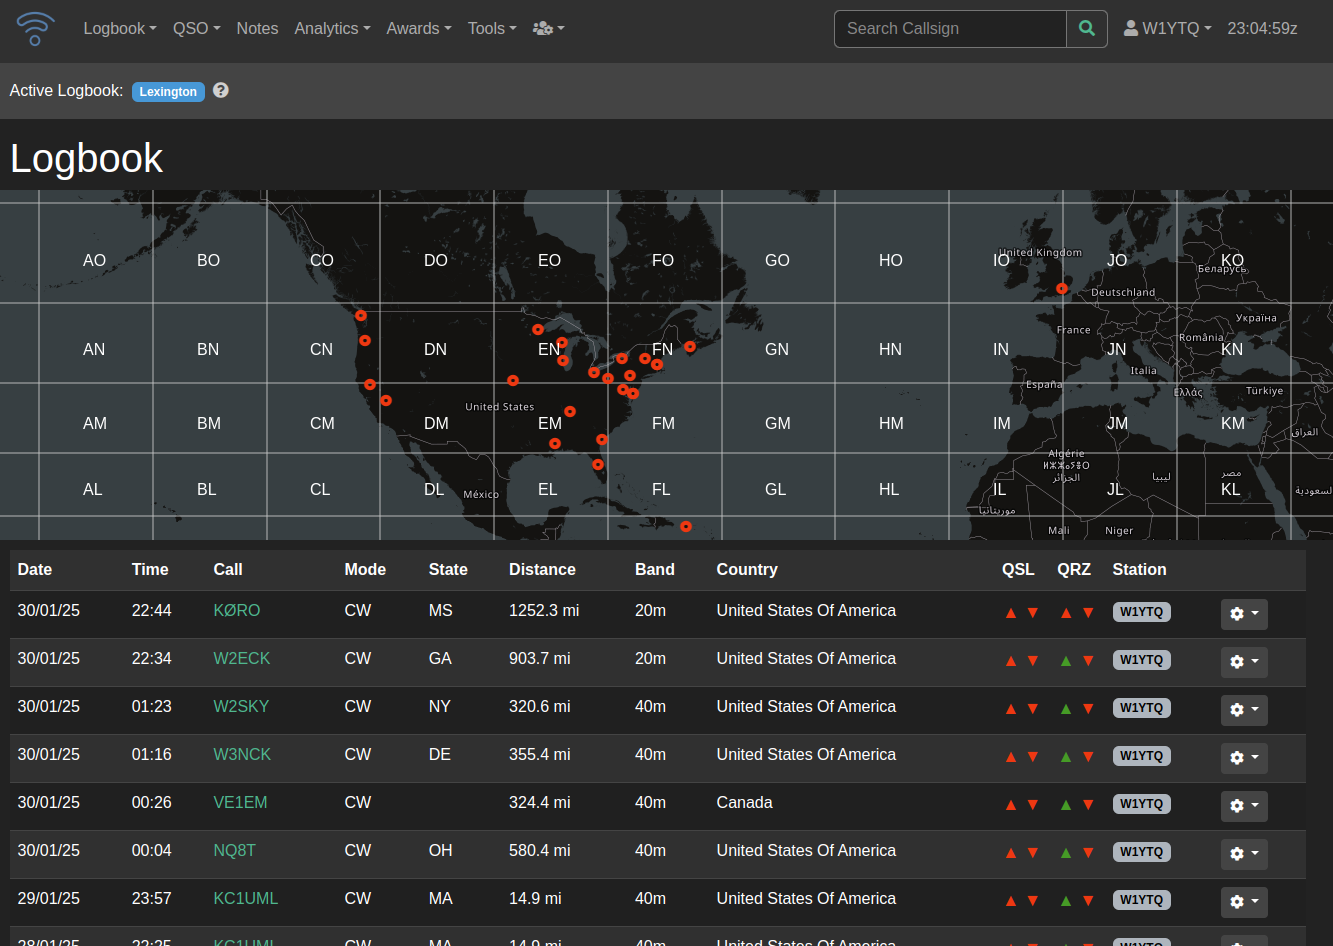 Logbook QSO Notes Analytics Awards Tools Search Callsign W1YTQ 23:04:59z
Active Logbook: Lexington ?
Logbook
AO BO CO DO EO FO GO HO IO JO KO
United Kingdom
Беларусь
Deutschland
Україна
France
România
AN BN CN DN EN FN GN HN IN JN KN
Italia
España
Ελλάς
Türkiye
United States
AM BM CM DM EM FM GM HM IM JM KM
العراق
Algérie
ⵍⵣⵣⴰⵢⴻⵔ
الجزائر
ليبيا
مصر
AL BL CL DL EL FL GL HL IL JL KL
México
السعودية
موريتانيا
Mali
Niger
Date Time Call Mode State Distance Band Country QSL QRZ Station
30/01/25 22:44 KØRO CW MS 1252.3 mi 20m United States Of America ▲ ▼ ▲ ▼ W1YTQ
30/01/25 22:34 W2ECK CW GA 903.7 mi 20m United States Of America ▲ ▼ ▲ ▼ W1YTQ
30/01/25 01:23 W2SKY CW NY 320.6 mi 40m United States Of America ▲ ▼ ▲ ▼ W1YTQ
30/01/25 01:16 W3NCK CW DE 355.4 mi 40m United States Of America ▲ ▼ ▲ ▼ W1YTQ
30/01/25 00:26 VE1EM CW 324.4 mi 40m Canada ▲ ▼ ▲ ▼ W1YTQ
30/01/25 00:04 NQ8T CW OH 580.4 mi 40m United States Of America ▲ ▼ ▲ ▼ W1YTQ
29/01/25 23:57 KC1UML CW MA 14.9 mi 40m United States Of America ▲ ▼ ▲ ▼ W1YTQ
28/01/25 22:25 KC1UML CW MA 14.9 mi 40m United States Of America W1YTQ